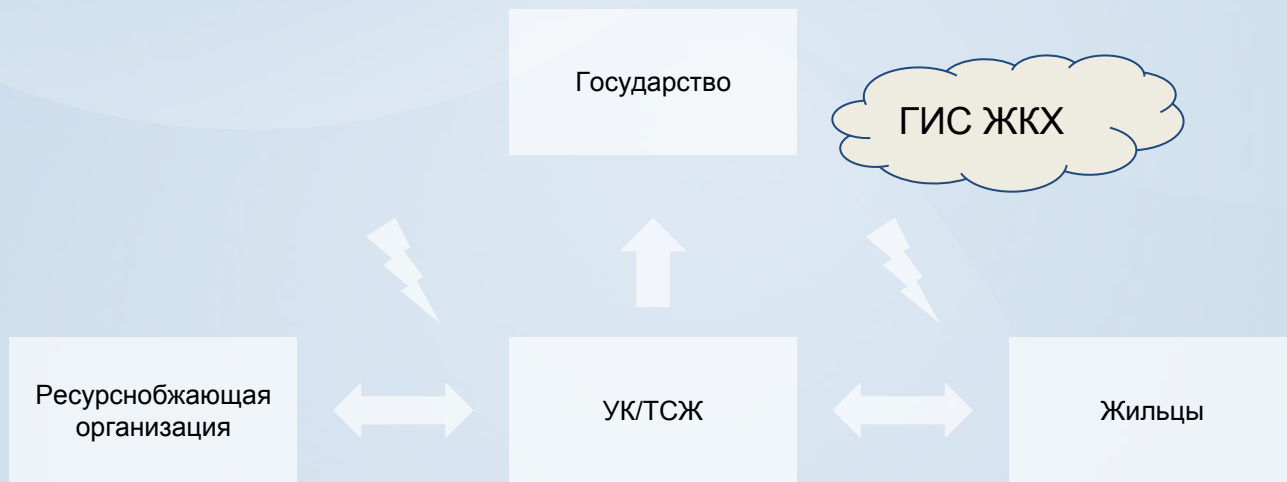 Государство
ГИС ЖКХ
Ресурснобжающая
организация
УК/ТСЖ
Жильцы